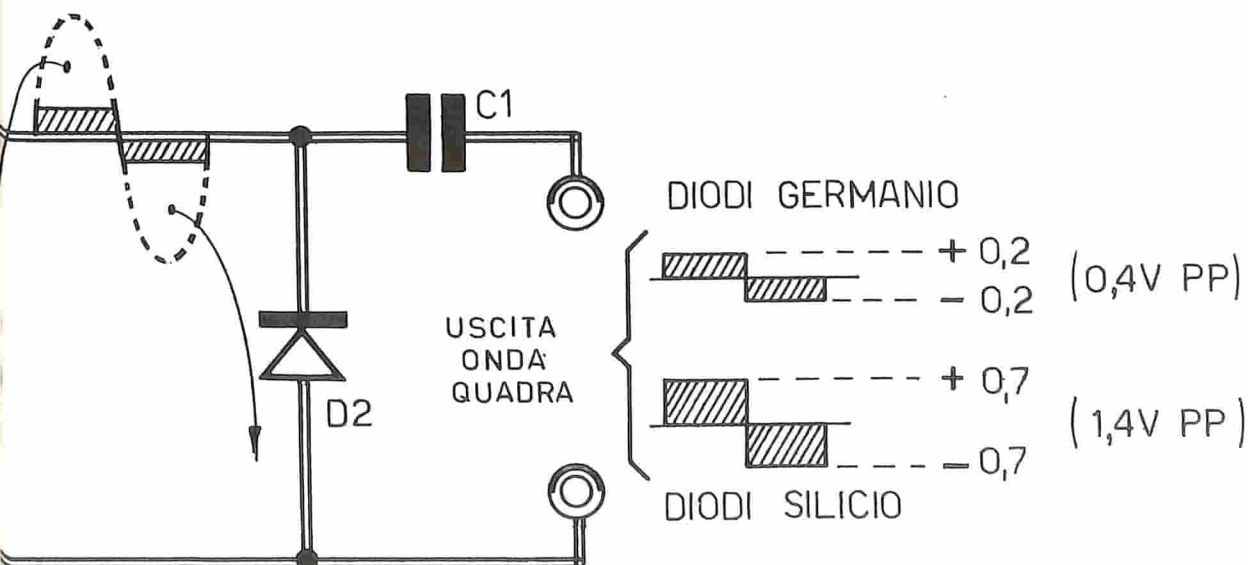 C1
DIODI GERMANIO
+ 0,2
(0,4V PP)
- 0,2
USCITA
ONDA
QUADRA
+ 0,7
(1,4V PP)
- 0,7
D2
DIODI SILICIO